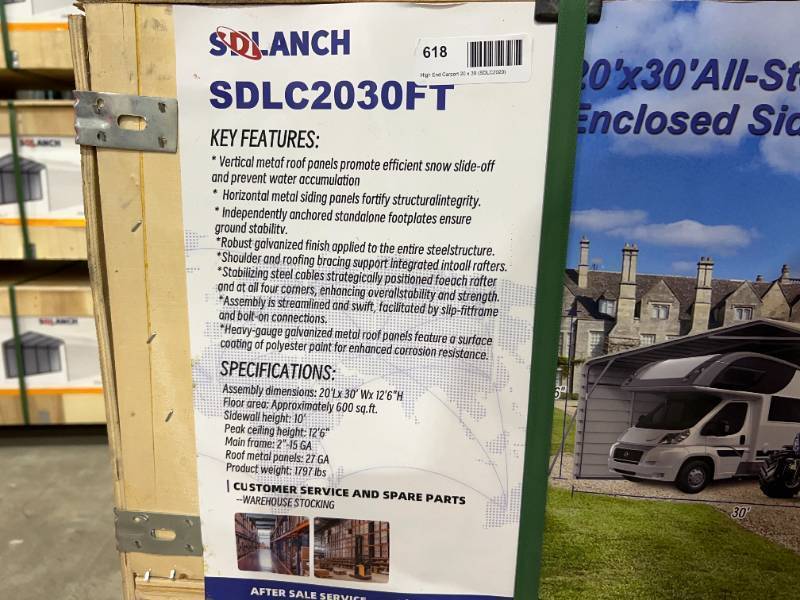 SDLANCH
618
High End Carport 20 x 30 (SDLC2030)
SDLC2030FT
KEY FEATURES:
* Vertical metaf roof panels promote efficient snow slide-off
and prevent water accumulation
* Horizontal metal siding panels fortify structuralintegrity.
* Independently anchored standalone footplates ensure
ground stability.
*Robust galvanized finish applied to the entire steelstructure.
*Shoulder and roofing bracing support integrated intoall rafters.
*Stabilizing steel cables strategically positioned foeach rafter
and at all four corners, enhancing overallstability and strength.
*Assembly is streamlined and swift, facilitated by slip-fitframe
and bolt-on connections.
*Heavy-gauge galvanized metal roof panels feature a surface
coating of polyester paint for enhanced corrosion resistance.
SPECIFICATIONS:
Assembly dimensions: 20'Lx 30' Wx 12'6"H
Floor area: Approximately 600 sq.ft.
Sidewall height: 10'
Peak ceiling height: 12'6"
Main frame: 2"-15 GA
Roof metal panels: 27 GA
Product weight: 1797 lbs
CUSTOMER SERVICE AND SPARE PARTS
--WAREHOUSE STOCKING
AFTER SALE SERVICE
20'x30'All-St
Enclosed Sid
30'
SDLANCH
SDLANCH